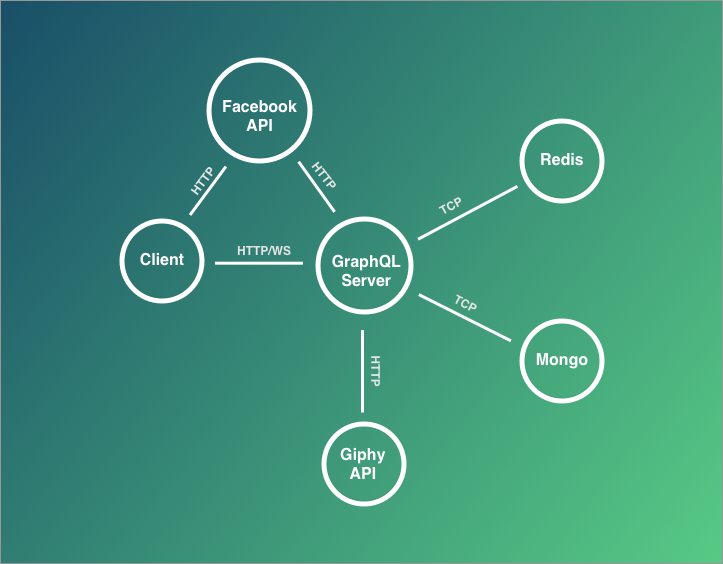 Facebook
API
HTTP
HTTP
Redis
TCP
Client
HTTP/WS
GraphQL
Server
TCP
Mongo
HTTP
Giphy
API